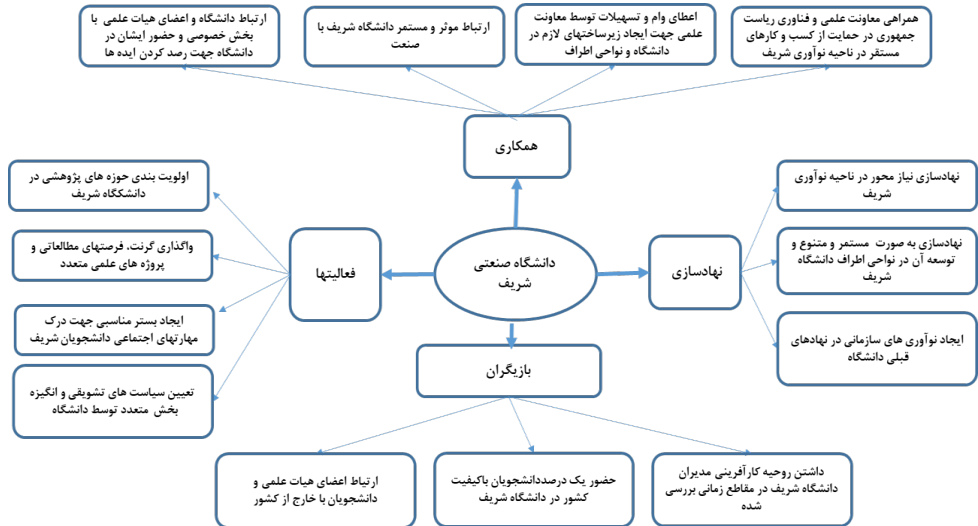 همراهی معاونت علمی و فناوری ریاست
جمهوری در حمایت از کسب و کارهای
مستقر در ناحیه نوآوری شریف
اعطای وام و تسهیلات توسط معاونت
علمی جهت ایجاد زیرساختهای لازم در
دانشگاه و نواحی اطراف
ارتباط موثر و مستمر دانشگاه شریف با
صنعت
ارتباط دانشگاه و اعضای هیات علمی با
بخش خصوصی و حضور ایشان در
دانشگاه جهت رصد کردن ایده ها
همکاری
نهادسازی نیاز محور در ناحیه نوآوری
شریف
نهادسازی به صورت مستمر و متنوع و
توسعه آن در نواحی اطراف دانشگاه
شریف
ایجاد نوآوری های سازمانی در نهادهای
قبلی دانشگاه
نهادسازی
دانشگاه صنعتی
شریف
فعالیتها
اولویت بندی حوزه های پژوهشی در
دانشکگاه شریف
واگذاری گرنت، فرصتهای مطالعاتی و
پروژه های علمی متعدد
ایجاد بستر مناسبی جهت درک
مهارتهای اجتماعی دانشجویان شریف
تعیین سیاست های تشویقی و انگیزه
بخش متعدد توسط دانشگاه
بازیگران
داشتن روحیه کارآفرینی مدیران
دانشگاه شریف در مقاطع زمانی بررسی
شده
حضور یک درصددانشجویان باکیفیت
کشور در دانشگاه شریف
ارتباط اعضای هیات علمی و
دانشجویان با خارج از کشور